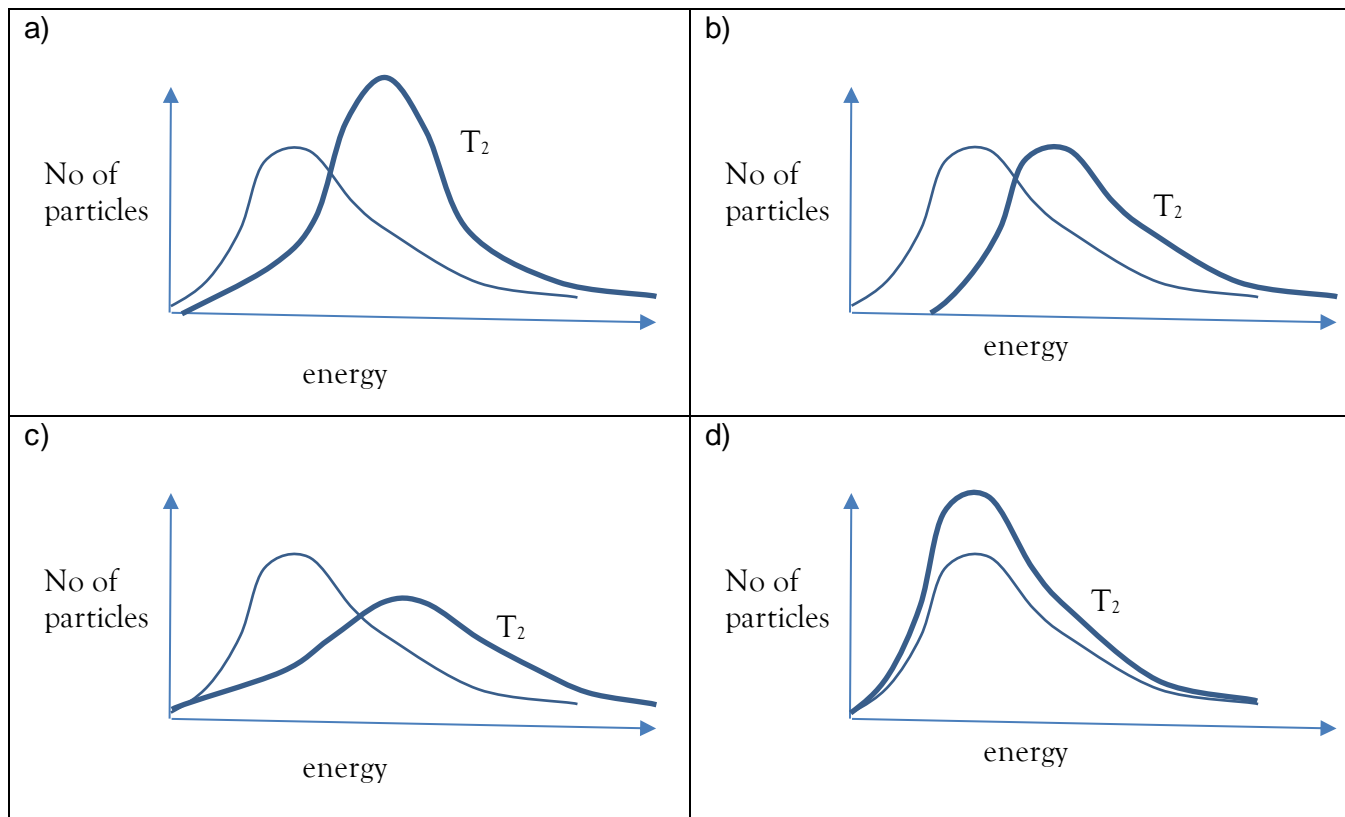 a)
No of
particles
T₂
energy
b)
No of
particles
T₂
energy
c)
No of
particles
T₂
energy
d)
No of
particles
T₂
energy